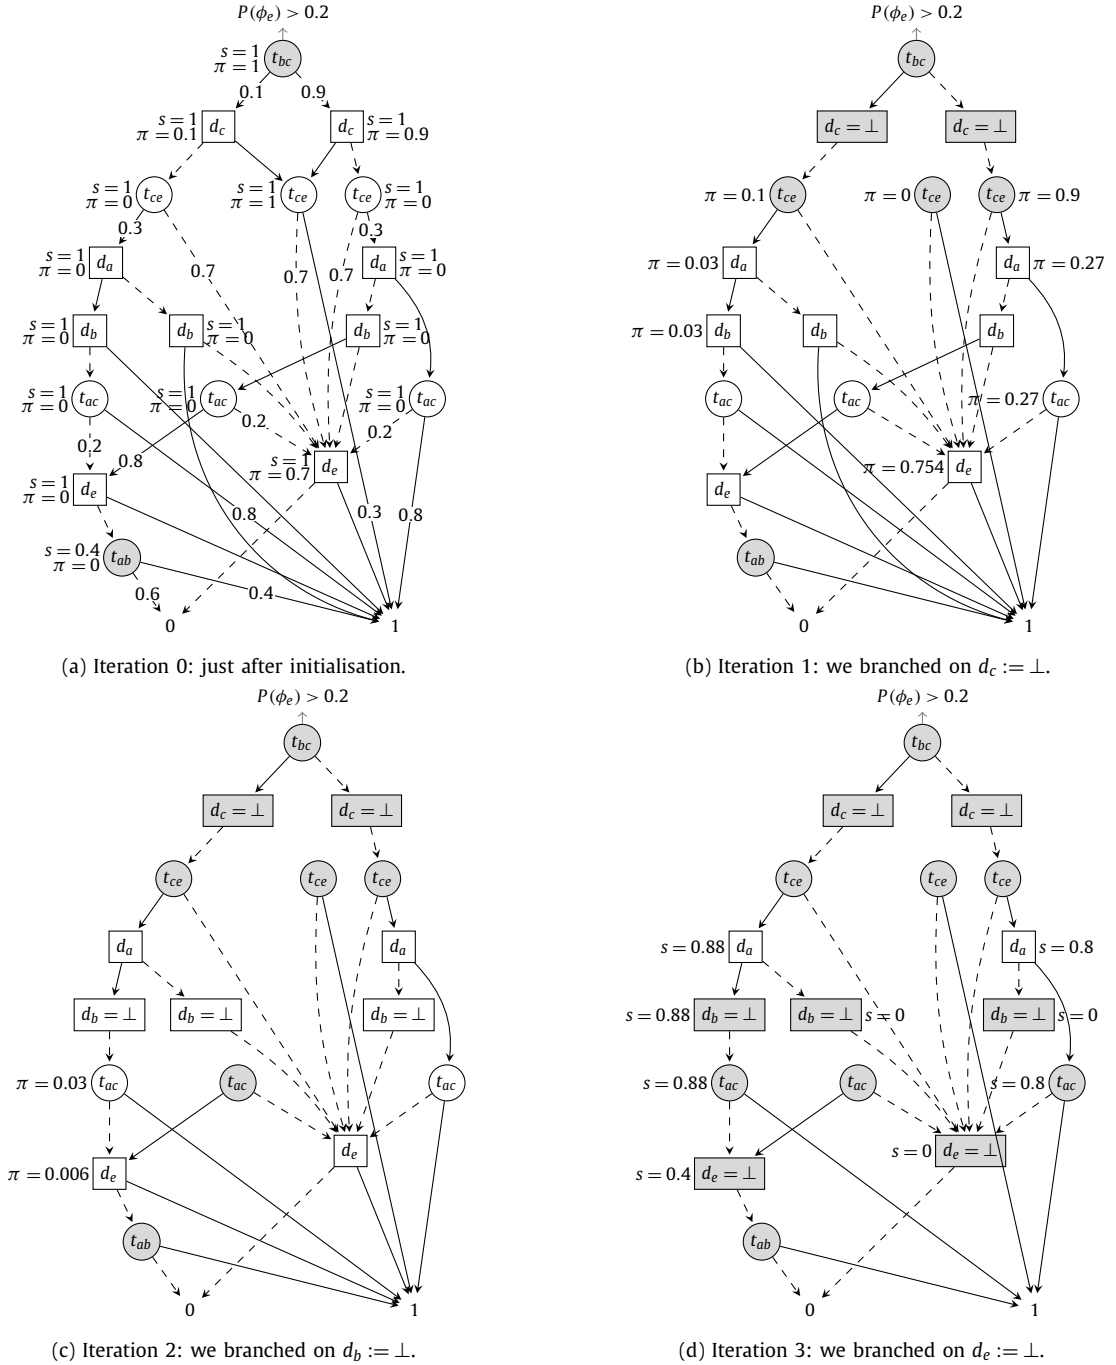 P(ϕe) > 0.2
s = 1
π = 1
tbc
0.1
0.9
s = 1
π = 0.1
dc
dc
s = 1
π = 0.9
s = 1
π = 0
tce
s = 1
π = 1
tce
tce
s = 1
π = 0
0.3
0.3
s = 1
π = 0
da
0.7
0.7
0.7
da
s = 1
π = 0
s = 1
π = 0
db
db
s = 1
π = 0
db
s = 1
π = 0
s = 1
π = 0
tac
s = 1
π = 0
tac
s = 1
π = 0
tac
0.2
0.2
0.2
0.8
s = 1
π = 0.7
de
s = 1
π = 0
de
0.8
0.3
0.8
s = 0.4
π = 0
tab
0.6
0.4
0
1
(a) Iteration 0: just after initialisation.
P(ϕe) > 0.2
tbc
dc = ⊥
dc = ⊥
π = 0.1
tce
π = 0
tce
tce
π = 0.9
π = 0.03
da
da
π = 0.27
π = 0.03
db
db
db
tac
tac
π = 0.27
tac
π = 0.754
de
de
tab
0
1
(b) Iteration 1: we branched on dc := ⊥.
P(ϕe) > 0.2
tbc
dc = ⊥
dc = ⊥
tce
tce
tce
da
da
db = ⊥
db = ⊥
db = ⊥
π = 0.03
tac
tac
tac
de
π = 0.006
de
tab
0
1
(c) Iteration 2: we branched on db := ⊥.
P(ϕe) > 0.2
tbc
dc = ⊥
dc = ⊥
tce
tce
tce
s = 0.88
da
da
s = 0.8
s = 0.88
db = ⊥
db = ⊥
s = 0
db = ⊥
s = 0
s = 0.88
tac
tac
s = 0.8
tac
s = 0
de = ⊥
s = 0.4
de = ⊥
tab
0
1
(d) Iteration 3: we branched on de := ⊥.